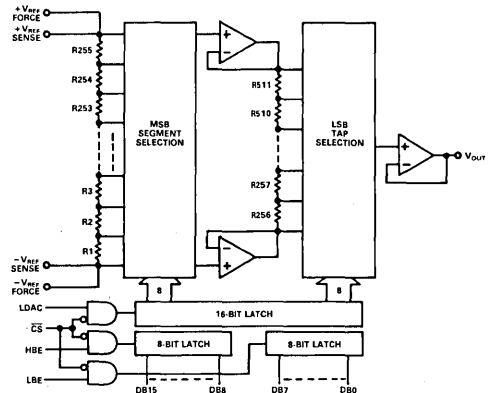 + VREF
FORCE
+ VREF
SENSE
R255
R254
R253
R3
R2
R1
− VREF
SENSE
− VREF
FORCE
MSB
SEGMENT
SELECTION
+
−
−
+
R511
R510
R257
R256
LSB
TAP
SELECTION
+
−
VOUT
8
8
LDAC
CS
HBE
LBE
16-BIT LATCH
8-BIT LATCH
8-BIT LATCH
DB15
DB8
DB7
DB0